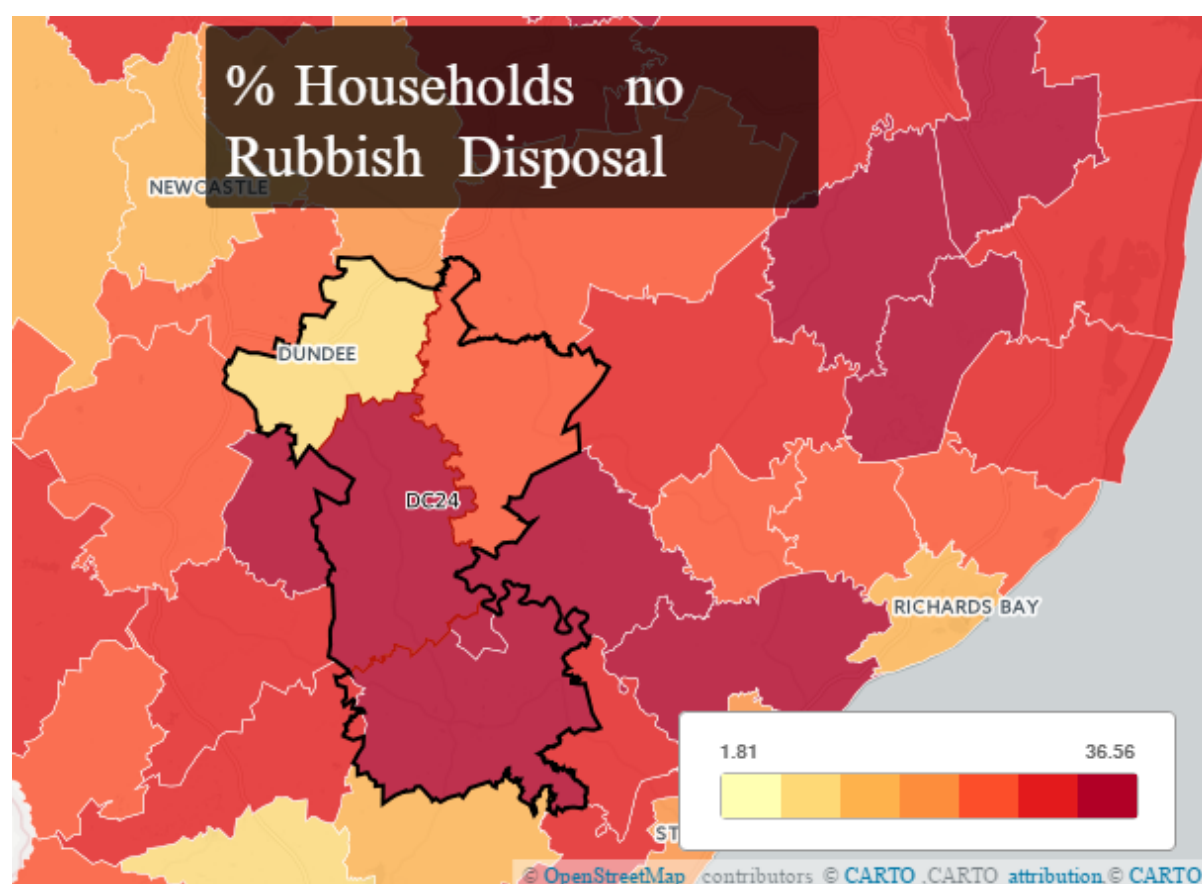 % Households no
Rubbish Disposal
NEWCASTLE
DUNDEE
DC24
RICHARDS BAY
1.81 36.56
ST
© OpenStreetMap contributors © CARTO ,CARTO attribution © CARTO